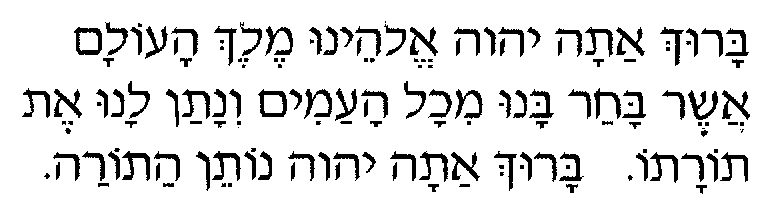 בָּרוּךְ אַתָּה יהוה אֱלֹהֵינוּ מֶלֶךְ הָעוֹלָם
אֲשֶׁר בָּחַר בָּנוּ מִכָּל הָעַמִּים וְנָתַן לָנוּ אֶת
תּוֹרָתוֹ. בָּרוּךְ אַתָּה יהוה נוֹתֵן הַתּוֹרָה.